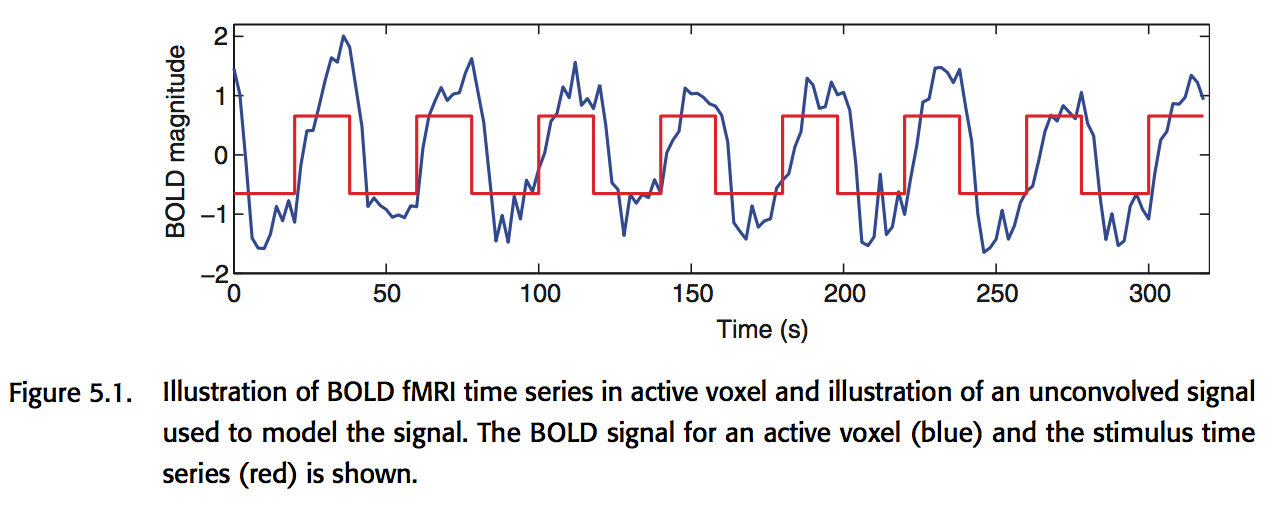 BOLD magnitude
2
1
0
−1
−2
0 50 100 150 200 250 300
Time (s)
Figure 5.1. Illustration of BOLD fMRI time series in active voxel and illustration of an unconvolved signal
used to model the signal. The BOLD signal for an active voxel (blue) and the stimulus time
series (red) is shown.